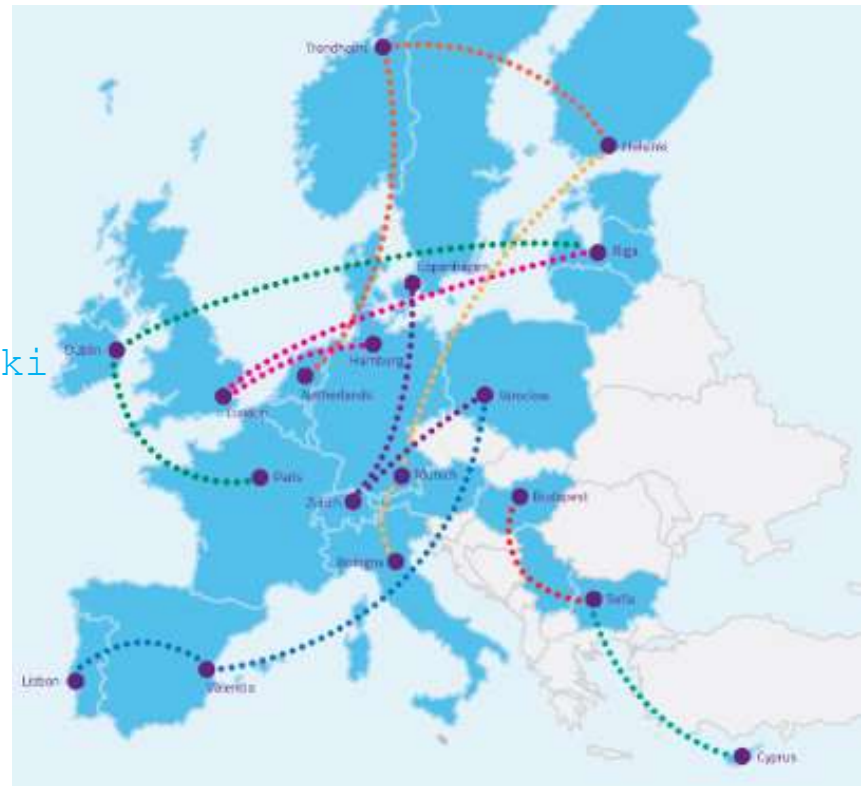 Trondheim
Helsinki
Riga
Copenhagen
Dublin
ki
Hamburg
Netherlands
London
Wroclaw
Paris
Munich
Zurich
Budapest
Bologna
Sofia
Lisbon
Valencia
Cyprus